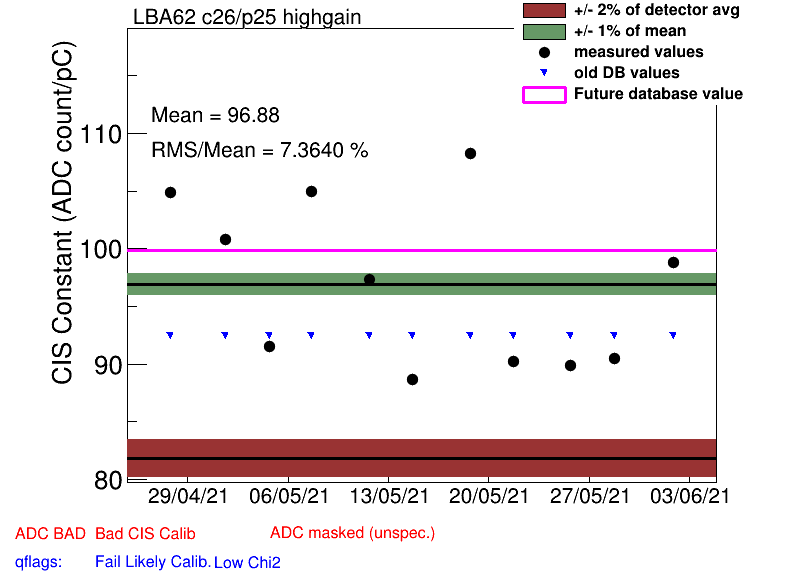 LBA62 c26/p25 highgain
+/- 2% of detector avg
+/- 1% of mean
measured values
old DB values
Future database value
Mean = 96.88
RMS/Mean = 7.3640 %
CIS Constant (ADC count/pC)
110
100
90
80
29/04/21 06/05/21 13/05/21 20/05/21 27/05/21 03/06/21
ADC BAD Bad CIS Calib ADC masked (unspec.)
qflags: Fail Likely Calib. Low Chi2